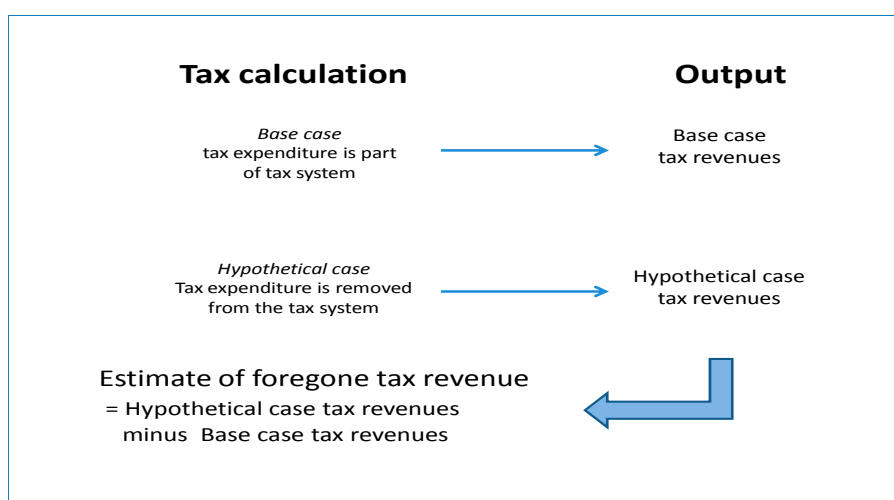 Tax calculation
Output
Base case
tax expenditure is part
of tax system
Base case
tax revenues
Hypothetical case
Tax expenditure is removed
from the tax system
Hypothetical case
tax revenues
Estimate of foregone tax revenue
= Hypothetical case tax revenues
minus Base case tax revenues